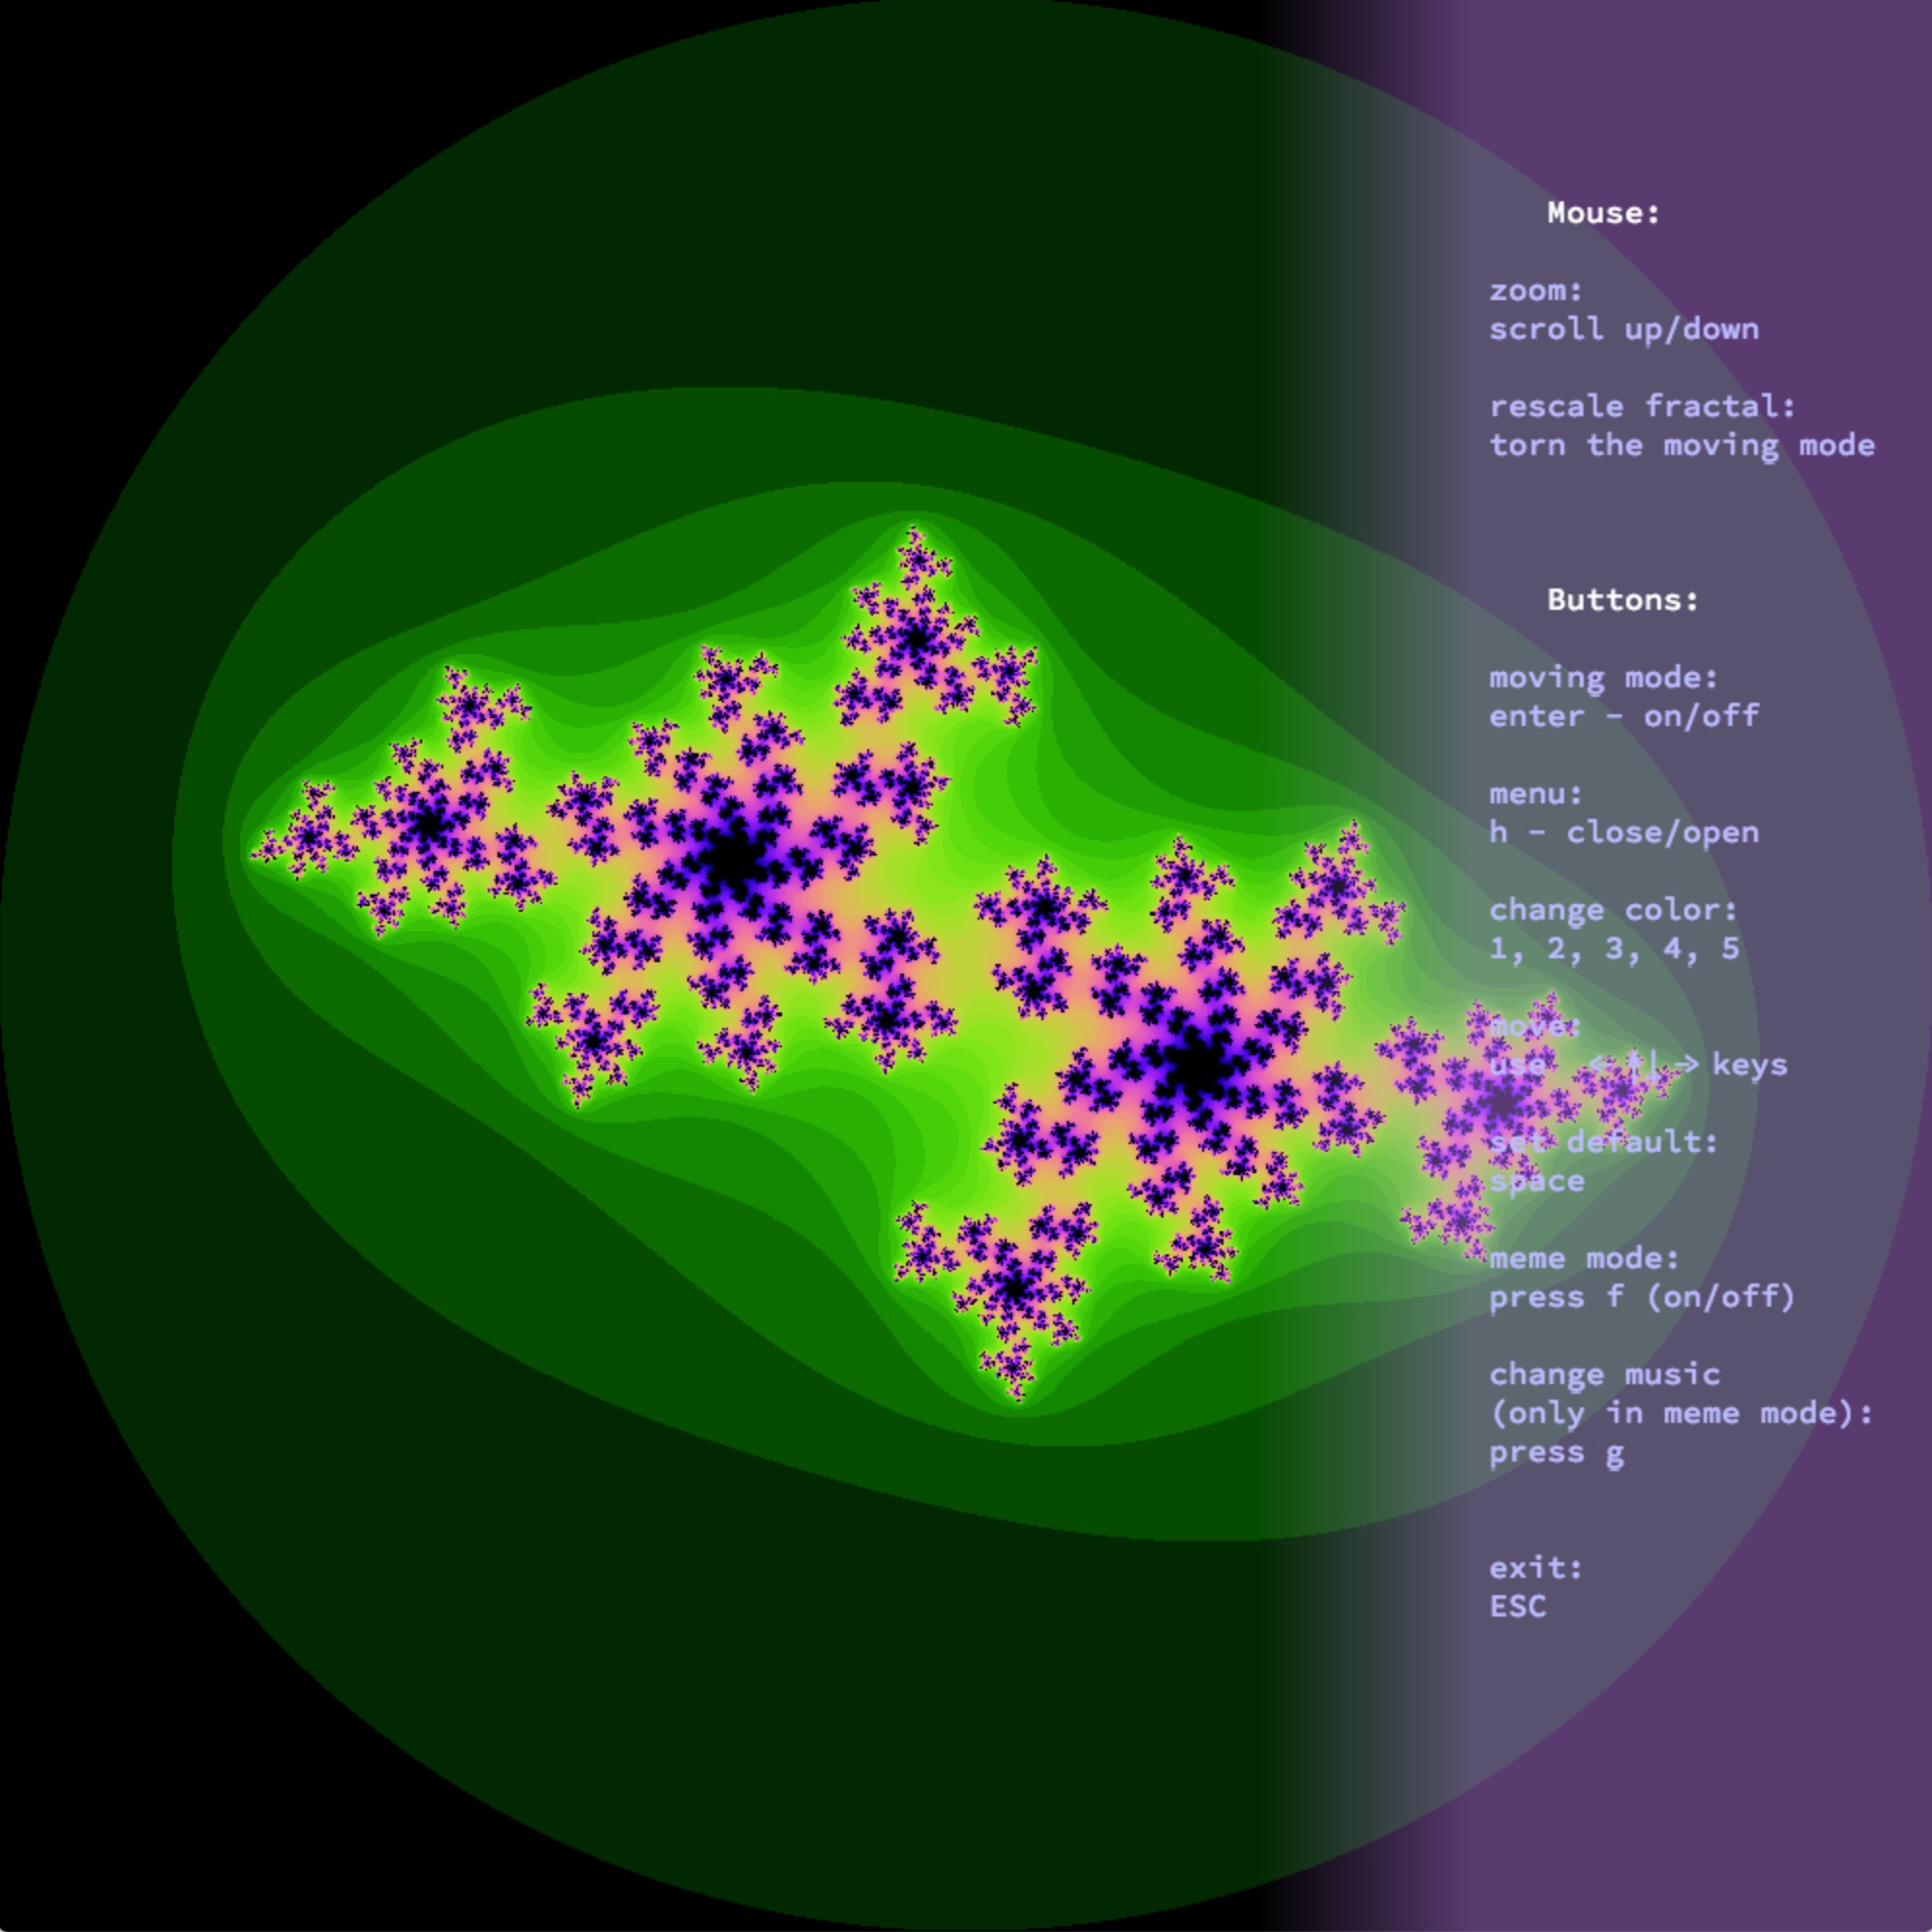 Mouse:
zoom:
scroll up/down
rescale fractal:
torn the moving mode
Buttons:
moving mode:
enter - on/off
menu:
h - close/open
change color:
1, 2, 3, 4, 5
move:
use <-↑↓-> keys
set default:
space
meme mode:
press f (on/off)
change music
(only in meme mode):
press g
exit:
ESC